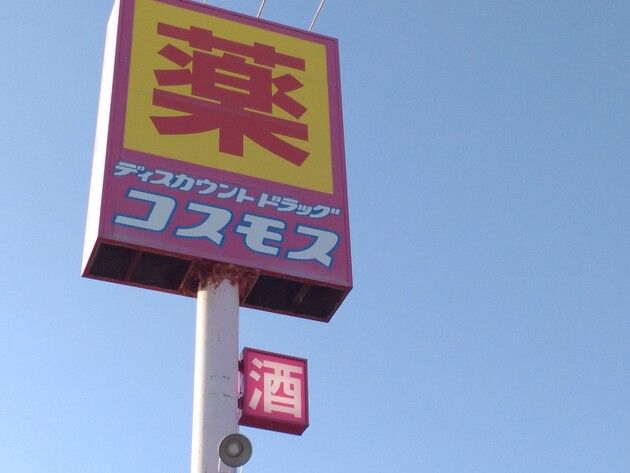 薬
ディスカウントドラッグ
コスモス
酒